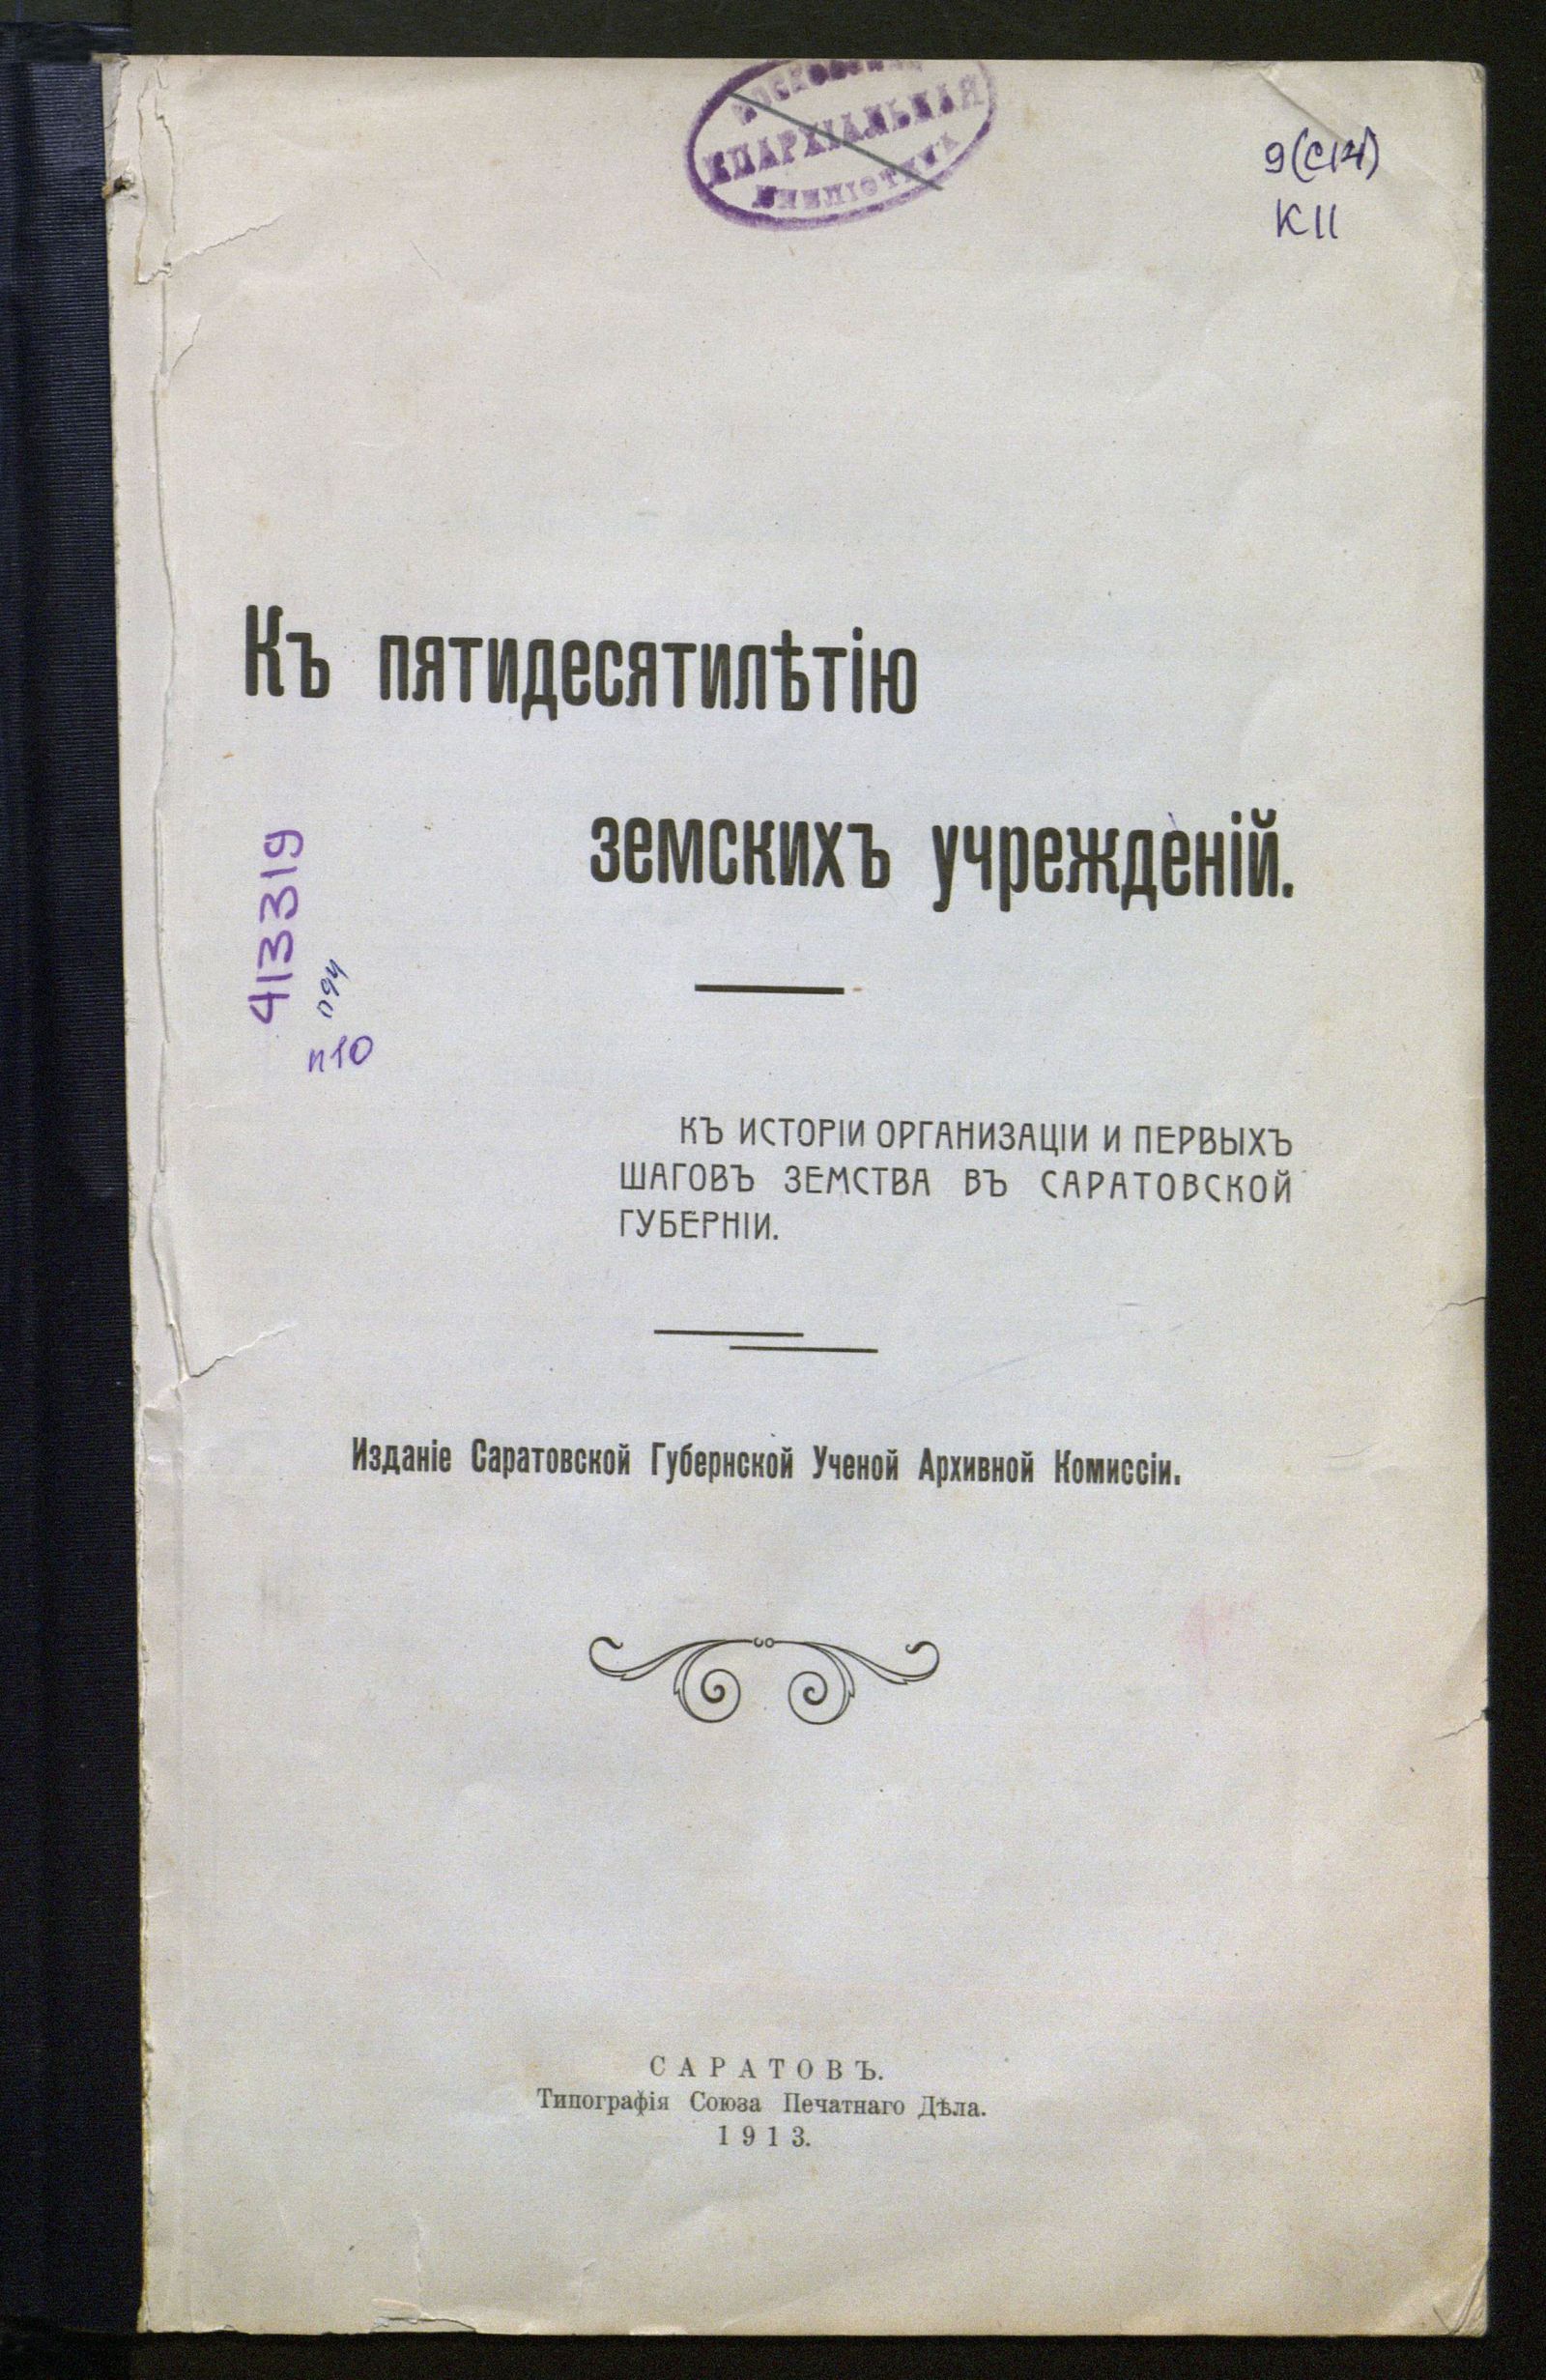 ЕПАРХІАЛЬНАЯ
9(С14)
К11
Къ пятидесятилѣтію
земскихъ учрежденій.
413319
п94
п10
КЪ ИСТОРІИ ОРГАНИЗАЦІИ И ПЕРВЫХЪ
ШАГОВЪ ЗЕМСТВА ВЪ САРАТОВСКОЙ
ГУБЕРНІИ.
Изданіе Саратовской Губернской Ученой Архивной Комиссіи.
САРАТОВЪ.
Типографія Союза Печатнаго Дѣла.
1913.